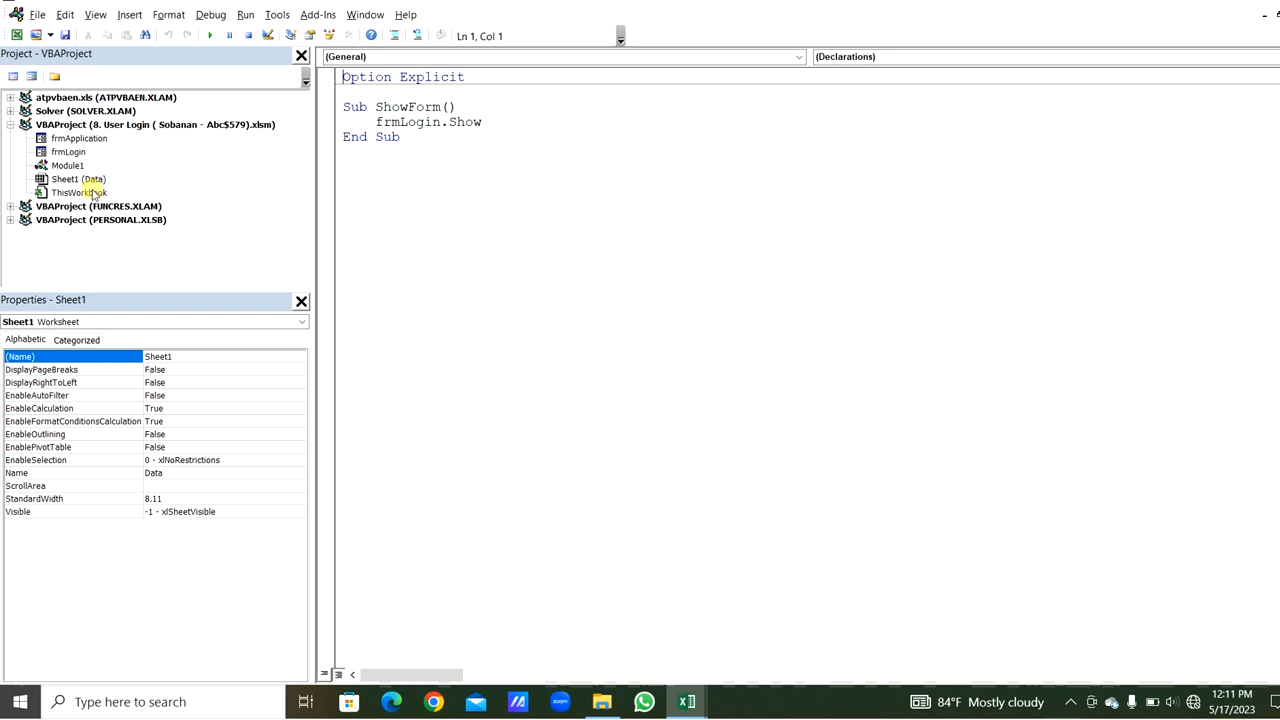 File Edit View Insert Format Debug Run Tools Add-Ins Window Help
Ln 1, Col 1
Project - VBAProject
(General)
(Declarations)
atpvbaen.xls (ATPVBAEN.XLAM)
Solver (SOLVER.XLAM)
VBAProject (8. User Login ( Sobanan - Abc$579).xlsm)
frmApplication
frmLogin
Module1
Sheet1 (Data)
ThisWorkbook
VBAProject (FUNCRES.XLAM)
VBAProject (PERSONAL.XLSB)
Option Explicit
Sub ShowForm()
frmLogin.Show
End Sub
Properties - Sheet1
Sheet1 Worksheet
Alphabetic Categorized
(Name) Sheet1
DisplayPageBreaks False
DisplayRightToLeft False
EnableAutoFilter False
EnableCalculation True
EnableFormatConditionsCalculation True
EnableOutlining False
EnablePivotTable False
EnableSelection 0 - xlNoRestrictions
Name Data
ScrollArea
StandardWidth 8.11
Visible -1 - xlSheetVisible
Type here to search
zoom
84°F Mostly cloudy
12:11 PM
5/17/2023